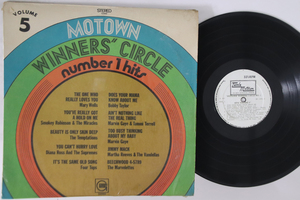 VOLUME
5
STEREO
MOTOWN
WINNERS' CIRCLE
number 1 hits
THE ONE WHO
REALLY LOVES YOU
Mary Wells
YOU'VE REALLY GOT
A HOLD ON ME
Smokey Robinson & The Miracles
BEAUTY IS ONLY SKIN DEEP
The Temptations
YOU CAN'T HURRY LOVE
Diana Ross And The Supremes
IT'S THE SAME OLD SONG
Four Tops
DOES YOUR MAMA
KNOW ABOUT ME
Bobby Taylor
AIN'T NOTHING LIKE
THE REAL THING
Marvin Gaye & Tammi Terrell
TOO BUSY THINKING
ABOUT MY BABY
Marvin Gaye
JIMMY MACK
Martha Reeves & The Vandellas
BEECHWOOD 4-5789
The Marvelettes